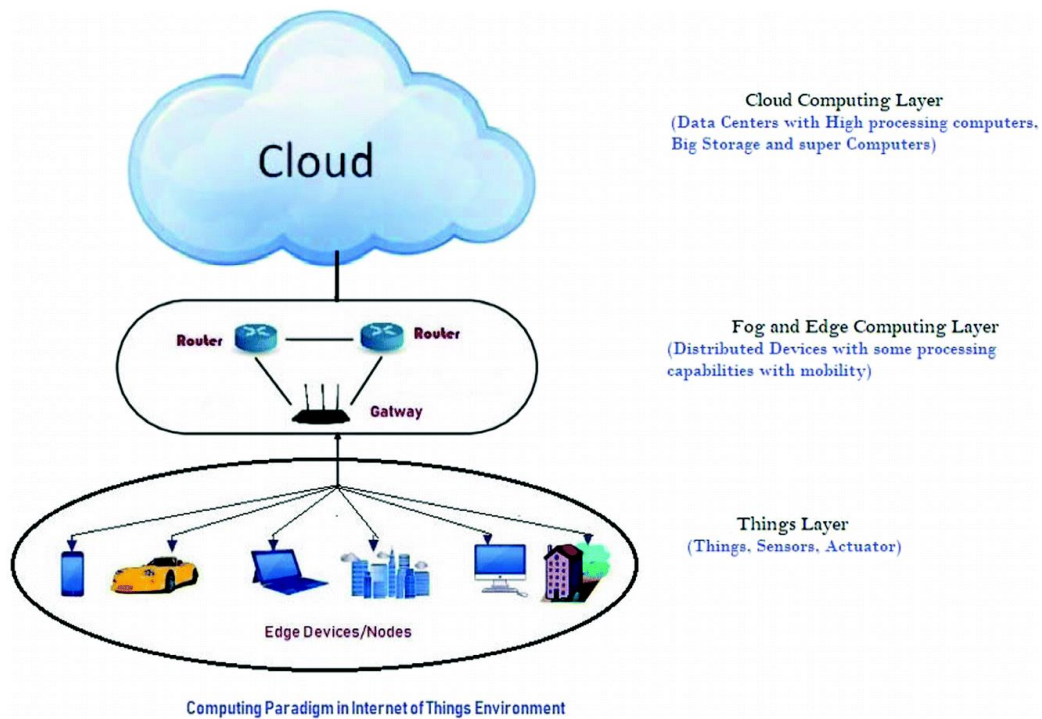 Cloud
Cloud Computing Layer
(Data Centers with High processing computers,
Big Storage and super Computers)
Router
Router
Gatway
Fog and Edge Computing Layer
(Distributed Devices with some processing
capabilities with mobility)
Things Layer
(Things, Sensors, Actuator)
Edge Devices/Nodes
Computing Paradigm in Internet of Things Environment